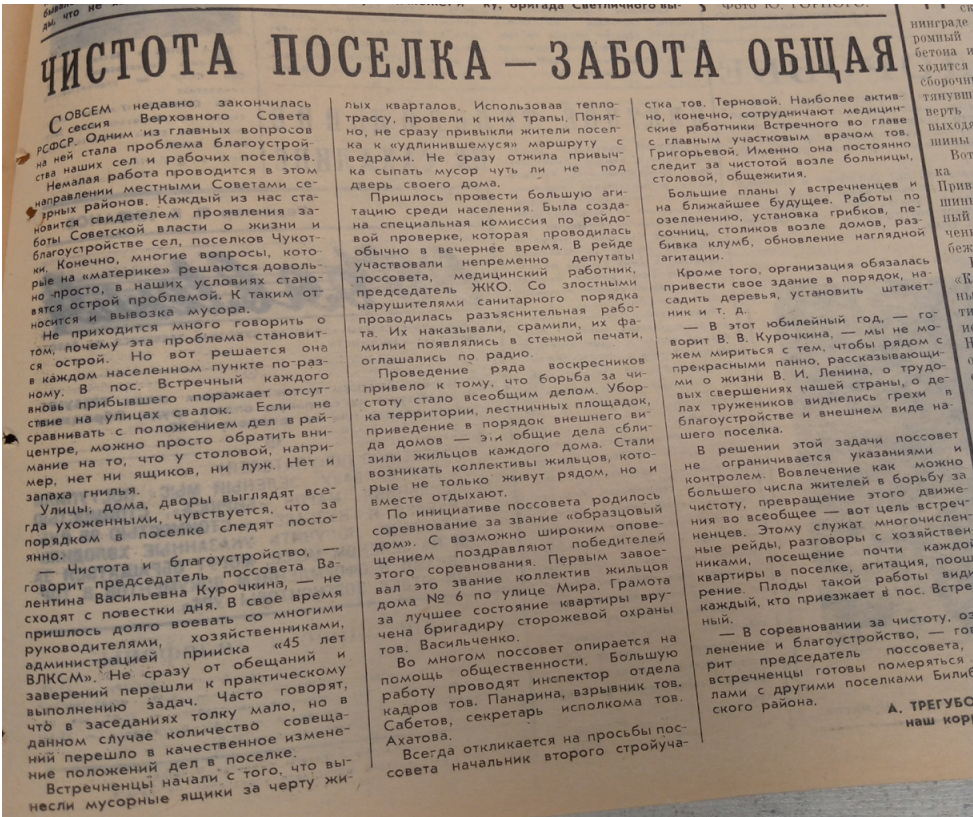 ку, бригада Светличного вы-
ды, что не
ЧИСТОТА ПОСЕЛКА — ЗАБОТА ОБЩАЯ
СОВСЕМ недавно закончилась
сессия Верховного Совета
РСФСР. Одним из главных вопросов
на ней стала проблема благоустрой-
ства наших сел и рабочих поселков.
Немалая работа проводится в этом
направлении местными Советами се-
верных районов. Каждый из нас ста-
новится свидетелем проявления за-
боты Советской власти о жизни и
благоустройстве сел, поселков Чукот-
ки. Конечно, многие вопросы, кото-
рые на «материке» решаются доволь-
но просто, в наших условиях стано-
вятся острой проблемой. К таким от-
носится и вывозка мусора.
Не приходится много говорить о
том, почему эта проблема становит-
ся острой. Но вот решается она
в каждом населенном пункте по-раз-
ному. В пос. Встречный каждого
вновь прибывшего поражает отсут-
ствие на улицах свалок. Если не
сравнивать с положением дел в рай-
центре, можно просто обратить вни-
мание на то, что у столовой, напри-
мер, нет ни ящиков, ни луж. Нет и
запаха гнилья.
Улицы, дома, дворы выглядят все-
гда ухоженными, чувствуется, что за
порядком в поселке следят посто-
янно.
— Чистота и благоустройство, —
говорит председатель поссовета Ва-
лентина Васильевна Курочкина, — не
сходят с повестки дня. В свое время
пришлось долго воевать со многими
руководителями, хозяйственниками,
администрацией прииска «45 лет
ВЛКСМ». Не сразу от обещаний и
заверений перешли к практическому
выполнению задач. Часто говорят,
что в заседаниях толку мало, но в
данном случае количество совеща-
ний перешло в качественное измене-
ние положений дел в поселке.
Встречненцы начали с того, что вы-
несли мусорные ящики за черту жи-
лых кварталов. Использовав тепло-
трассу, провели к ним трапы. Понят-
но, не сразу привыкли жители посел-
ка к «удлинившемуся» маршруту с
ведрами. Не сразу отжила привыч-
ка сыпать мусор чуть ли не под
дверь своего дома.
Пришлось провести большую аги-
тацию среди населения. Была созда-
на специальная комиссия по рейдо-
вой проверке, которая проводилась
обычно в вечернее время. В рейде
участвовали непременно депутаты
поссовета, медицинский работник,
председатель ЖКО. Со злостными
нарушителями санитарного порядка
проводилась разъяснительная рабо-
та. Их наказывали, срамили, их фа-
милии появлялись в стенной печати,
оглашались по радио.
Проведение ряда воскресников
привело к тому, что борьба за чи-
стоту стало всеобщим делом. Убор-
ка территории, лестничных площадок,
приведение в порядок внешнего ви-
да домов — эти общие дела сбли-
зили жильцов каждого дома. Стали
возникать коллективы жильцов, кото-
рые не только живут рядом, но и
вместе отдыхают.
По инициативе поссовета родилось
соревнование за звание «образцовый
дом». С возможно широким опове-
щением поздравляют победителей
этого соревнования. Первым завое-
вал это звание коллектив жильцов
дома № 6 по улице Мира. Грамота
за лучшее состояние квартиры вру-
чена бригадиру сторожевой охраны
тов. Васильченко.
Во многом поссовет опирается на
помощь общественности. Большую
работу проводят инспектор отдела
кадров тов. Панарина, взрывник тов.
Сабетов, секретарь исполкома тов.
Ахатова.
Всегда откликается на просьбы пос-
совета начальник второго стройуча-
стка тов. Терновой. Наиболее актив-
но, конечно, сотрудничают медицин-
ские работники Встречного во главе
с главным участковым врачом тов.
Григорьевой. Именно она постоянно
следит за чистотой возле больницы,
столовой, общежития.
Большие планы у встречненцев и
на ближайшее будущее. Работы по
озеленению, установка грибков, пе-
сочниц, столиков возле домов, раз-
бивка клумб, обновление наглядной
агитации.
Кроме того, организация обязалась
привести свое здание в порядок, на-
садить деревья, установить штакет-
ник и т. д.
— В этот юбилейный год, — го-
ворит В. В. Курочкина, — мы не мо-
жем мириться с тем, чтобы рядом с
прекрасными панно, рассказывающи-
ми о жизни В. И. Ленина, о трудо-
вых свершениях нашей страны, о де-
лах тружеников виднелись грехи в
благоустройстве и внешнем виде на-
шего поселка.
В решении этой задачи поссовет
не ограничивается указаниями и
контролем. Вовлечение как можно
большего числа жителей в борьбу за
чистоту, превращение этого движе-
ния во всеобщее — вот цель встреч-
ненцев. Этому служат многочислен-
ные рейды, разговоры с хозяйствен-
никами, посещение почти каждой
квартиры в поселке, агитация, поощ-
рение. Плоды такой работы види
каждый, кто приезжает в пос. Встре
ный.
— В соревновании за чистоту, оз
ленение и благоустройство, — гов
рит председатель поссовета,
встречненцы готовы померяться
лами с другими поселками Билиб
ского района.
А. ТРЕГУБО
наш корр
нинграде
ромный
бетона и
ходится
сборочн
тянувш
верть
выходя
шины
Вот
ка